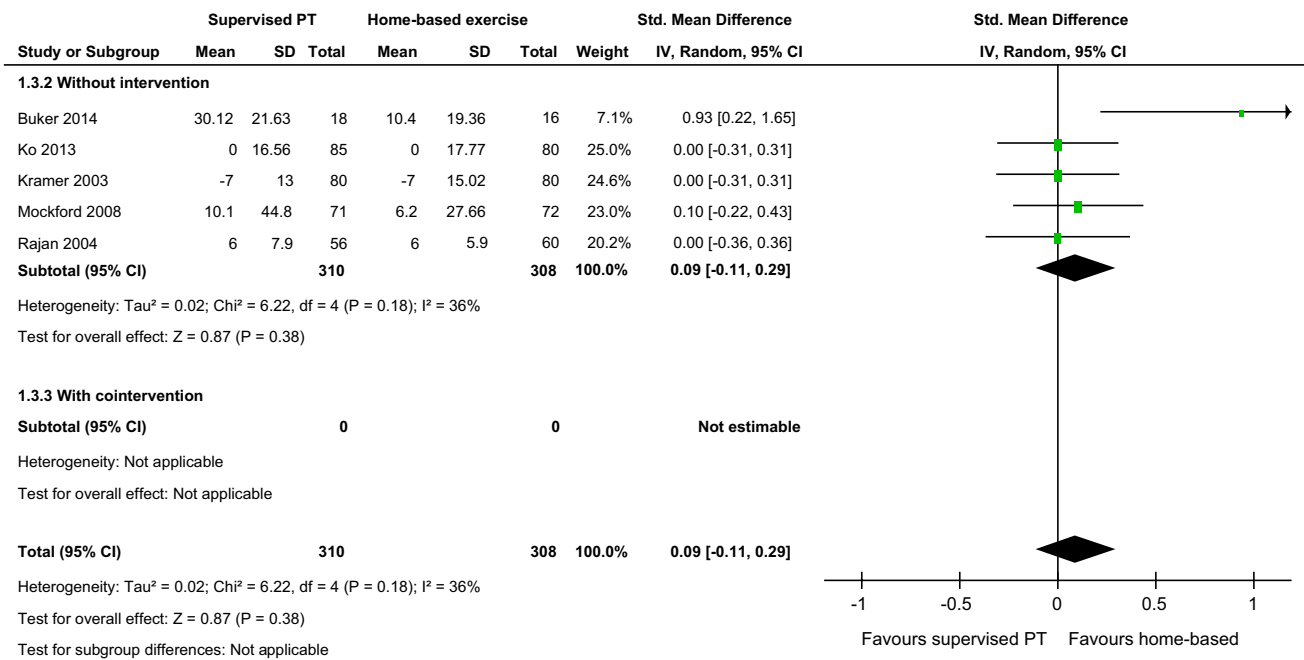 Supervised PT Home-based exercise Std. Mean Difference Std. Mean Difference
Study or Subgroup Mean SD Total Mean SD Total Weight IV, Random, 95% CI IV, Random, 95% CI
1.3.2 Without intervention
Buker 2014 30.12 21.63 18 10.4 19.36 16 7.1% 0.93 [0.22, 1.65]
Ko 2013 0 16.56 85 0 17.77 80 25.0% 0.00 [-0.31, 0.31]
Kramer 2003 -7 13 80 -7 15.02 80 24.6% 0.00 [-0.31, 0.31]
Mockford 2008 10.1 44.8 71 6.2 27.66 72 23.0% 0.10 [-0.22, 0.43]
Rajan 2004 6 7.9 56 6 5.9 60 20.2% 0.00 [-0.36, 0.36]
Subtotal (95% CI) 310 308 100.0% 0.09 [-0.11, 0.29]
Heterogeneity: Tau² = 0.02; Chi² = 6.22, df = 4 (P = 0.18); I² = 36%
Test for overall effect: Z = 0.87 (P = 0.38)
1.3.3 With cointervention
Subtotal (95% CI) 0 0 Not estimable
Heterogeneity: Not applicable
Test for overall effect: Not applicable
Total (95% CI) 310 308 100.0% 0.09 [-0.11, 0.29]
Heterogeneity: Tau² = 0.02; Chi² = 6.22, df = 4 (P = 0.18); I² = 36%
Test for overall effect: Z = 0.87 (P = 0.38)
Test for subgroup differences: Not applicable
-1 -0.5 0 0.5 1
Favours supervised PT Favours home-based